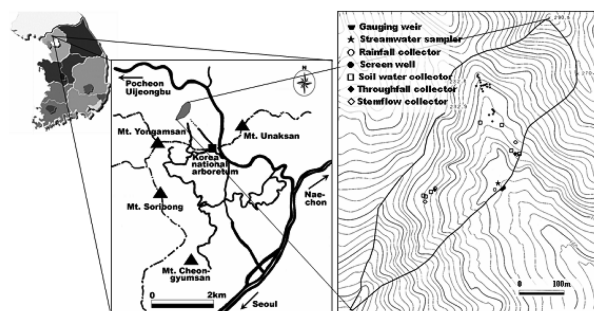 Pocheon
Uijeongbu
Mt. Yongamsan
Mt. Unaksan
Korea
national
arboretum
Mt. Soribong
Nae-
chon
Mt. Cheon-
gyumsan
0
2km
Seoul
N
Gauging weir
Streamwater sampler
Rainfall collector
Screen well
Soil water collector
Throughfall collector
Stemflow collector
0
100m